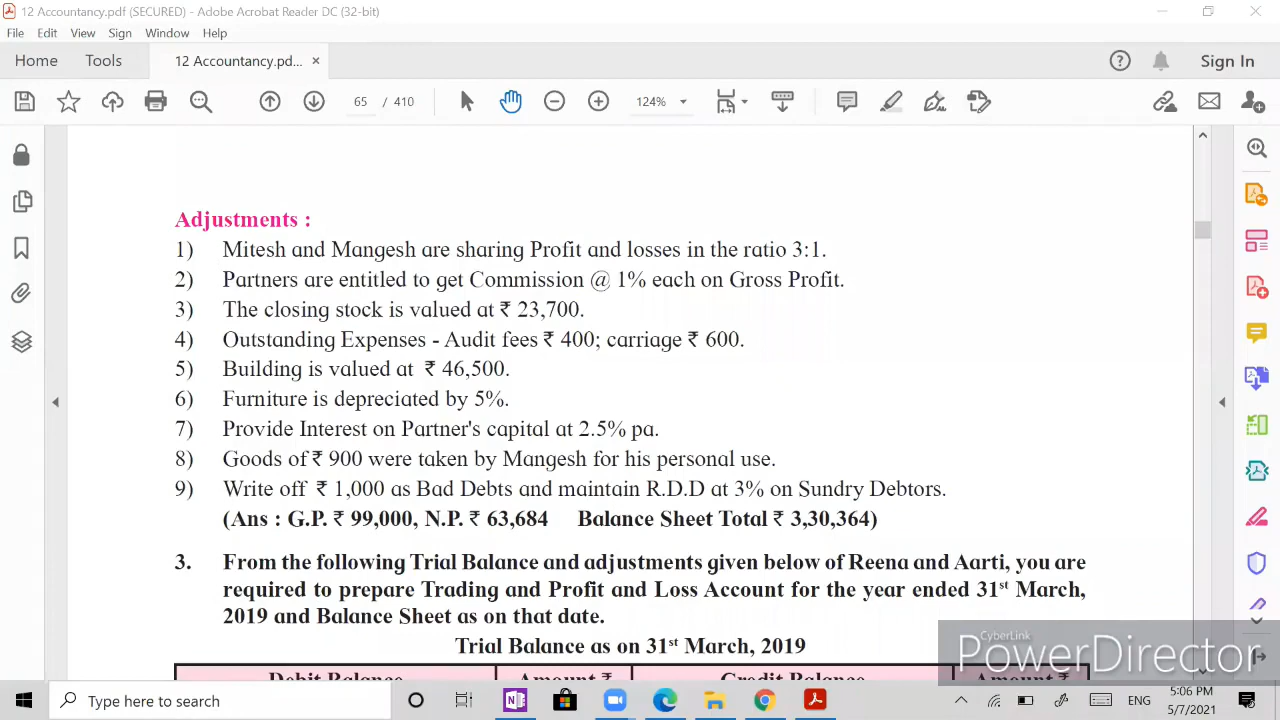 12 Accountancy.pdf (SECURED) - Adobe Acrobat Reader DC (32-bit)
File Edit View Sign Window Help
Home Tools 12 Accountancy.pd... × Sign In
65 / 410 124%
Adjustments :
1) Mitesh and Mangesh are sharing Profit and losses in the ratio 3:1.
2) Partners are entitled to get Commission @ 1% each on Gross Profit.
3) The closing stock is valued at ₹ 23,700.
4) Outstanding Expenses - Audit fees ₹ 400; carriage ₹ 600.
5) Building is valued at ₹ 46,500.
6) Furniture is depreciated by 5%.
7) Provide Interest on Partner's capital at 2.5% pa.
8) Goods of ₹ 900 were taken by Mangesh for his personal use.
9) Write off ₹ 1,000 as Bad Debts and maintain R.D.D at 3% on Sundry Debtors.
(Ans : G.P. ₹ 99,000, N.P. ₹ 63,684 Balance Sheet Total ₹ 3,30,364)
3. From the following Trial Balance and adjustments given below of Reena and Aarti, you are
required to prepare Trading and Profit and Loss Account for the year ended 31st March,
2019 and Balance Sheet as on that date.
Trial Balance as on 31st March, 2019
Debit Balance Amount ₹ Credit Balance Amount ₹
CyberLink
PowerDirector
Type here to search
ENG
5:06 PM
5/7/2021